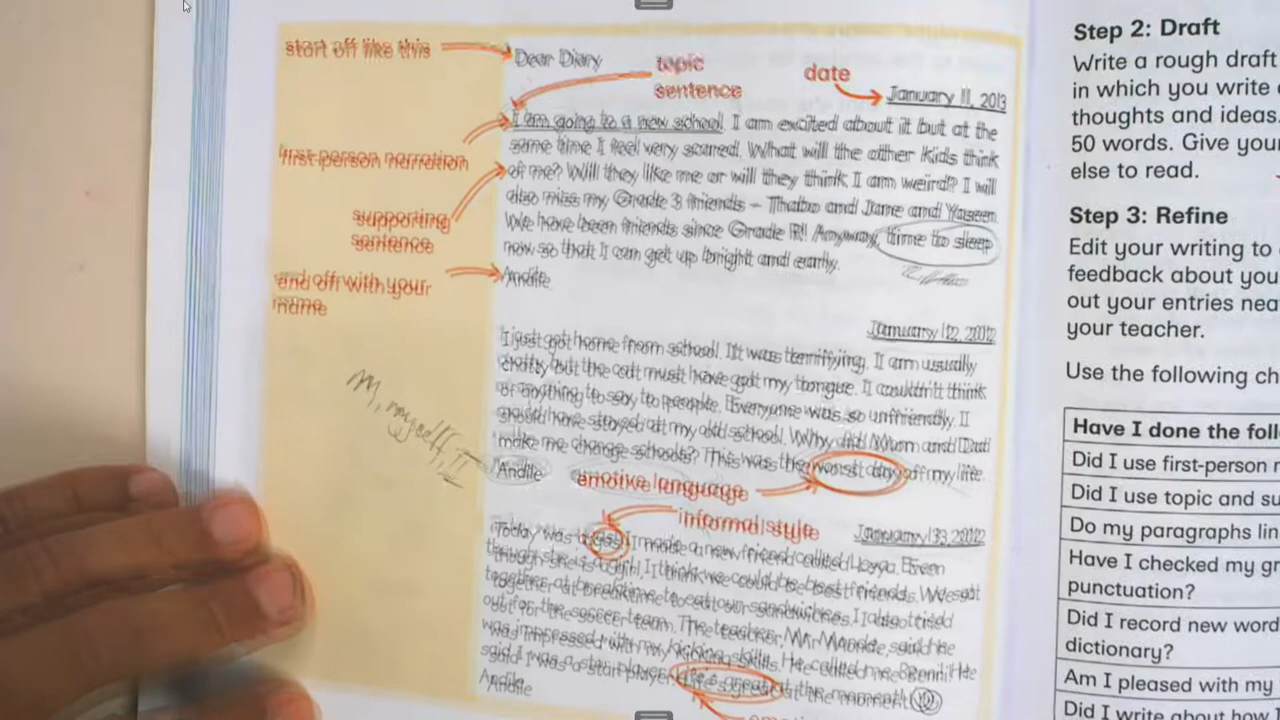 start off like this
Dear Diary
topic
sentence
date
January 11, 2013
I am going to a new school. I am excited about it but at the
same time I feel very scared. What will the other kids think
of me? Will they like me or will they think I am weird? I will
also miss my Grade 3 friends – Thabo and Jane and Yaseen.
We have been friends since Grade R! Anyway, time to sleep
now so that I can get up bright and early.
Andile
first-person narration
supporting
sentence
end off with your
name
January 12, 2012
I just got home from school. It was terrifying. I am usually
chatty but the cat must have got my tongue. I couldn't think
of anything to say to people. Everyone was so unfriendly. I
should have stayed at my old school. Why did Mom and Dad
make me change schools? This was the worst day of my life.
Andile
emotive language
informal style
Me, myself, I
January 13, 2012
Today was a I made a new friend called Even
though she is a girl, I think we could be best friends. We sat
together at breaktime to eat our sandwiches. I also tried
out for the soccer team. The teacher, Mr said he
was impressed with my kicking skills. He called me Benni! He
said I was a star player. Life is great at the moment!
Andile
Step 2: Draft
Write a rough draft
in which you write
thoughts and ideas.
50 words. Give your
else to read.
Step 3: Refine
Edit your writing to
feedback about you
out your entries nea
your teacher.
Use the following ch
Have I done the foll
Did I use first-person
Did I use topic and su
Do my paragraphs lin
Have I checked my gr
punctuation?
Did I record new word
dictionary?
Am I pleased with my
Did I write about how I